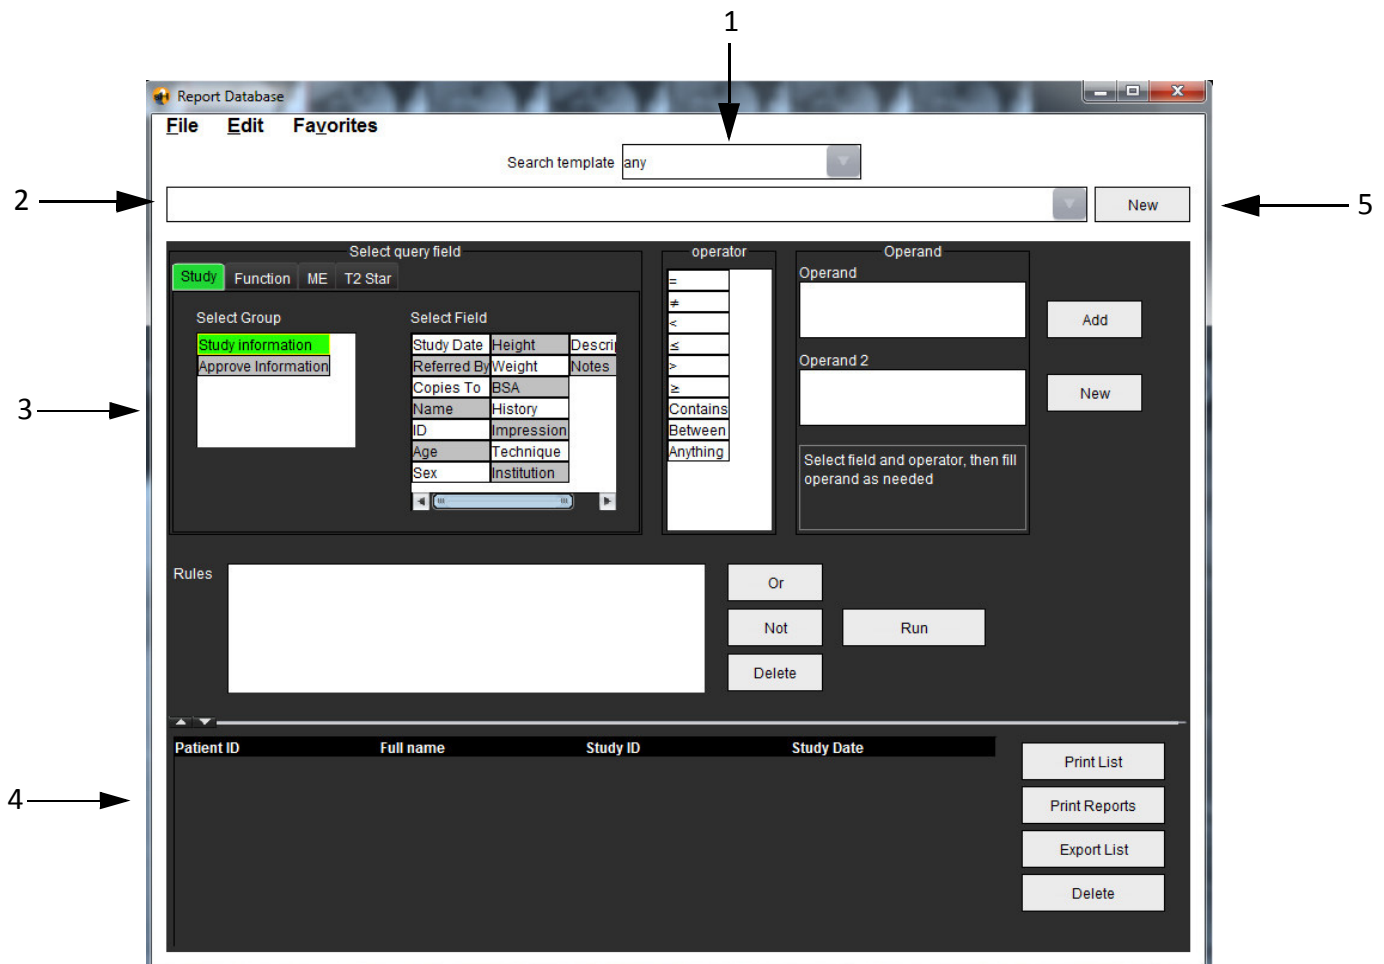 1
Report Database
File Edit Favorites
Search template any
2
New
5
Select query field
operator
Operand
Study Function ME T2 Star
Select Group
Study information
Approve Information
Select Field
Study Date Height Descri
Referred By Weight Notes
Copies To BSA
Name History
ID Impression
Age Technique
Sex Institution
=
≠
<
≤
>
≥
Contains
Between
Anything
Operand
Operand 2
Select field and operator, then fill
operand as needed
Add
New
3
Rules
Or
Not
Delete
Run
Patient ID Full name Study ID Study Date
4
Print List
Print Reports
Export List
Delete